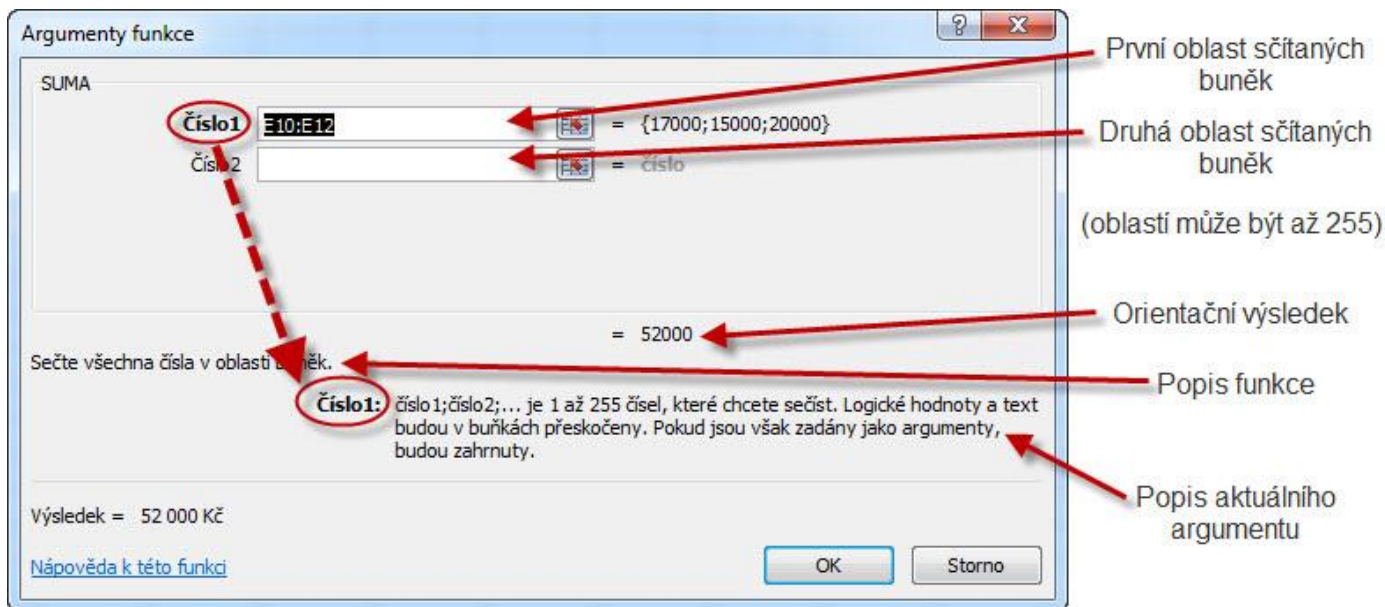 Argumenty funkce
SUMA
Číslo1 E10:E12 = {17000;15000;20000}
Číslo2 = číslo
= 52000
Sečte všechna čísla v oblasti buněk.
Číslo1: číslo1;číslo2;... je 1 až 255 čísel, které chcete sečíst. Logické hodnoty a text
budou v buňkách přeskočeny. Pokud jsou však zadány jako argumenty,
budou zahrnuty.
Výsledek = 52 000 Kč
Nápověda k této funkci
OK
Storno
První oblast sčítaných
buněk
Druhá oblast sčítaných
buněk
(oblastí může být až 255)
Orientační výsledek
Popis funkce
Popis aktuálního
argumentu